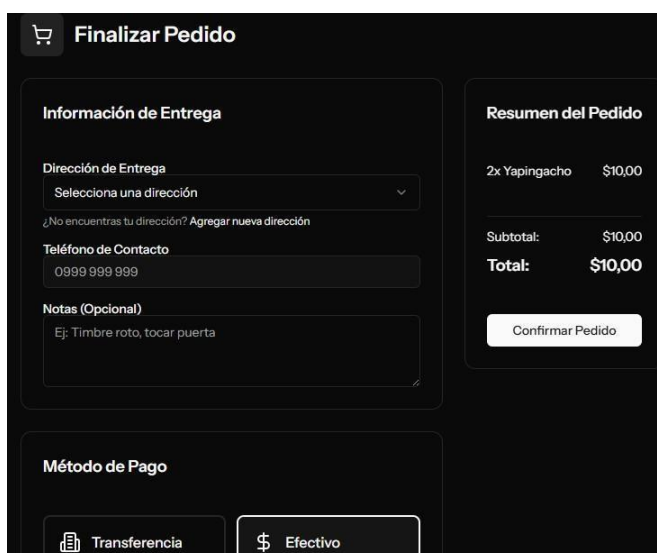 Finalizar Pedido
Información de Entrega
Dirección de Entrega
Selecciona una dirección
¿No encuentras tu dirección? Agregar nueva dirección
Teléfono de Contacto
0999 999 999
Notas (Opcional)
Ej: Timbre roto, tocar puerta
Resumen del Pedido
2x Yapingacho $10,00
Subtotal: $10,00
Total: $10,00
Confirmar Pedido
Método de Pago
Transferencia
Efectivo